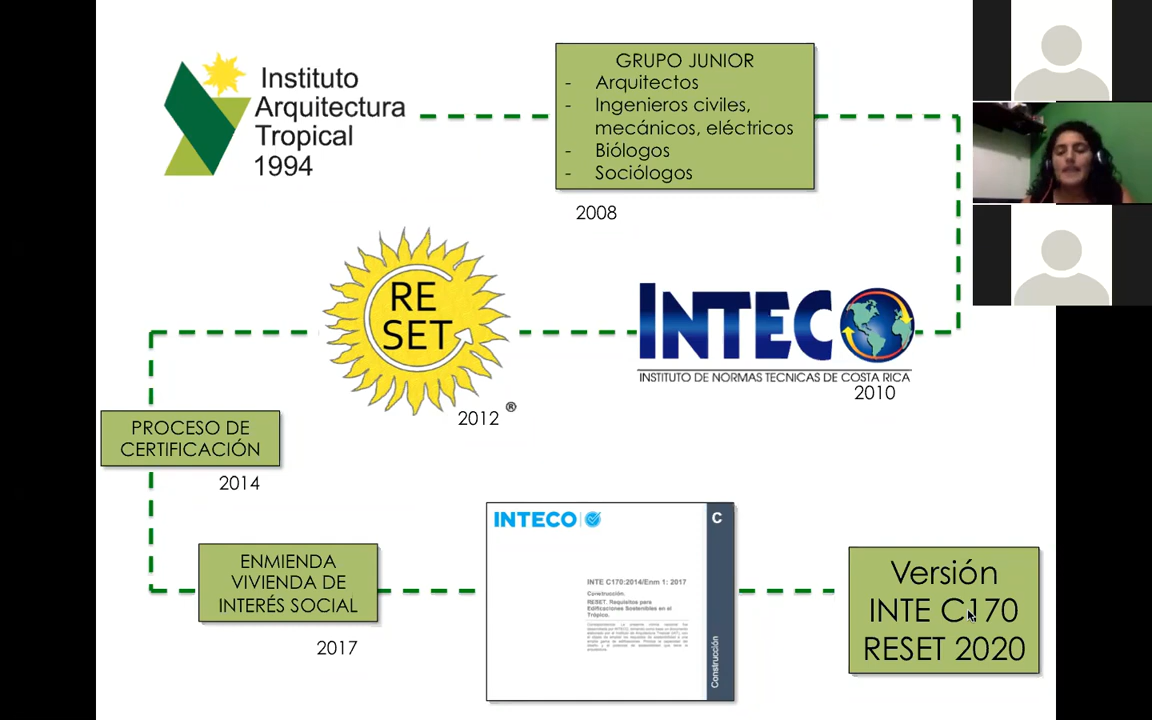 Instituto
Arquitectura
Tropical
1994
GRUPO JUNIOR
- Arquitectos
- Ingenieros civiles,
mecánicos, eléctricos
- Biólogos
- Sociólogos
2008
RE
SET
2012 ®
INTECO
INSTITUTO DE NORMAS TECNICAS DE COSTA RICA
2010
PROCESO DE
CERTIFICACIÓN
2014
ENMIENDA
VIVIENDA DE
INTERÉS SOCIAL
2017
INTECO
C
INTE C170:2014/Enm 1: 2017
Construcción.
RESET. Requisitos para
Edificaciones Sostenibles en el
Trópico.
Construcción
Versión
INTE C170
RESET 2020